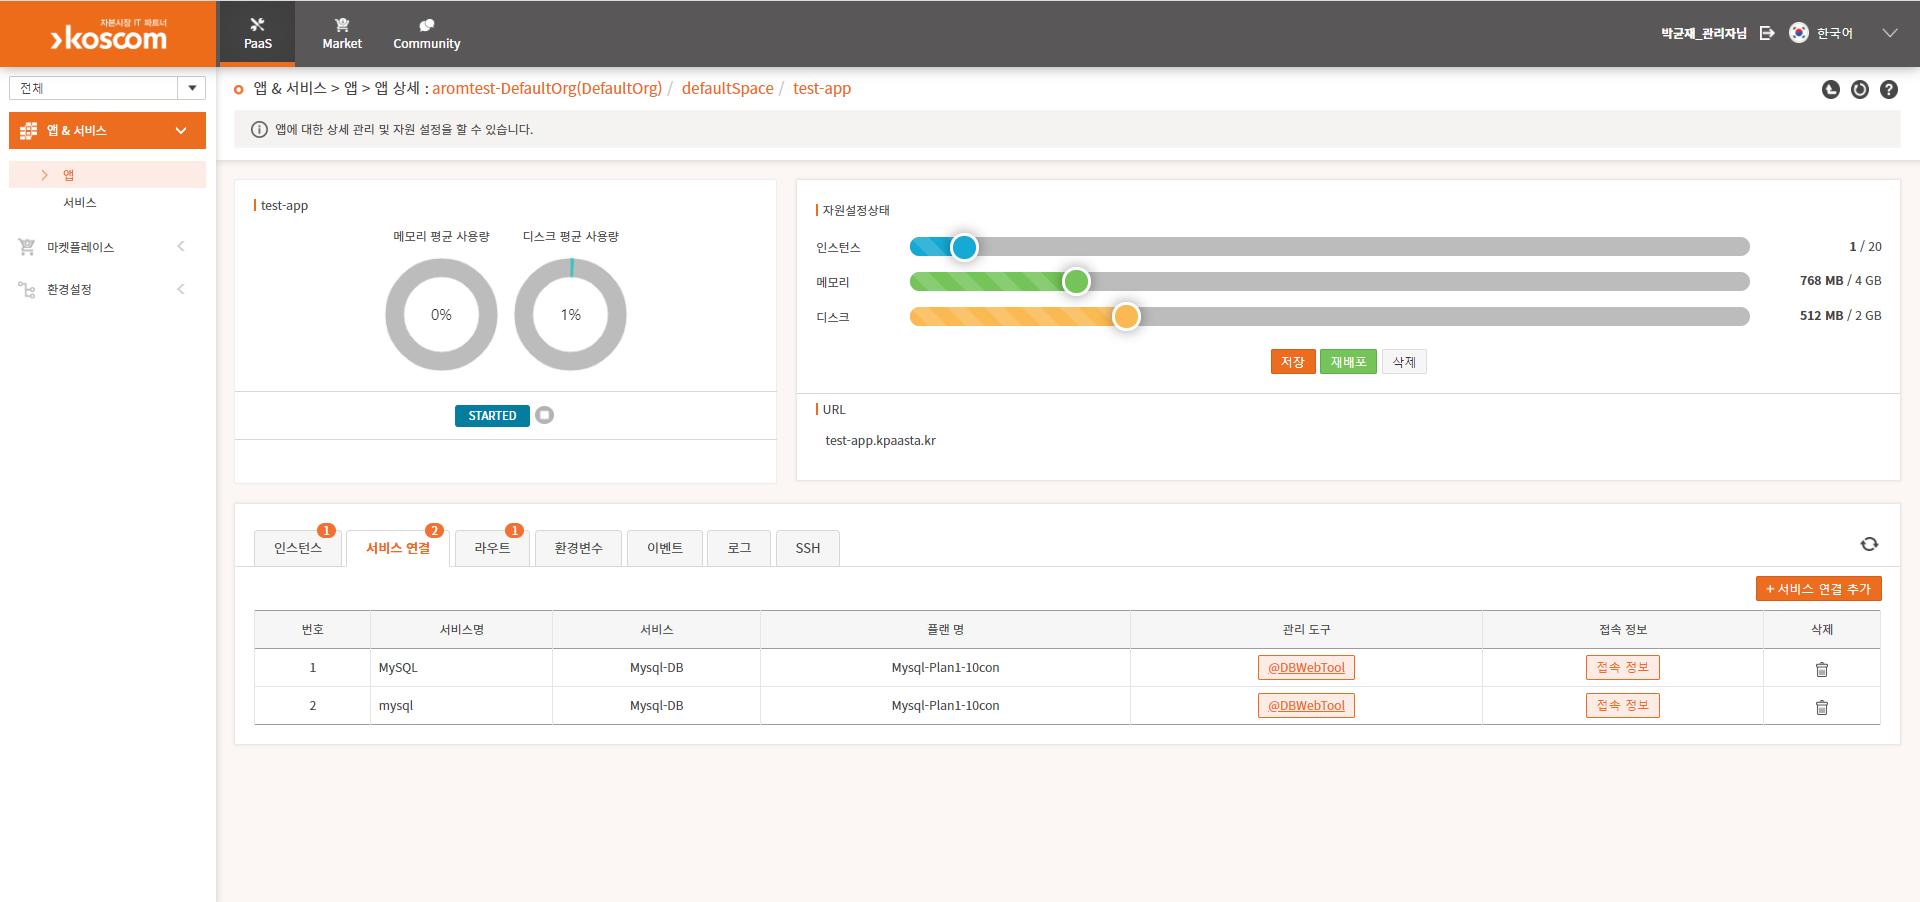 자본시장 IT 파트너
koscom
PaaS
Market
Community
박군재_관리자님
한국어
전체
앱 & 서비스
앱
서비스
마켓플레이스
환경설정
앱 & 서비스 > 앱 > 앱 상세 : aromtest-DefaultOrg(DefaultOrg) / defaultSpace / test-app
앱에 대한 상세 관리 및 자원 설정을 할 수 있습니다.
test-app
메모리 평균 사용량 디스크 평균 사용량
0% 1%
STARTED
자원설정상태
인스턴스 1 / 20
메모리 768 MB / 4 GB
디스크 512 MB / 2 GB
저장 재배포 삭제
URL
test-app.kpaasta.kr
인스턴스 1 서비스 연결 2 라우트 1 환경변수 이벤트 로그 SSH
+ 서비스 연결 추가
번호 서비스명 서비스 플랜 명 관리 도구 접속 정보 삭제
1 MySQL Mysql-DB Mysql-Plan1-10con @DBWebTool 접속 정보
2 mysql Mysql-DB Mysql-Plan1-10con @DBWebTool 접속 정보